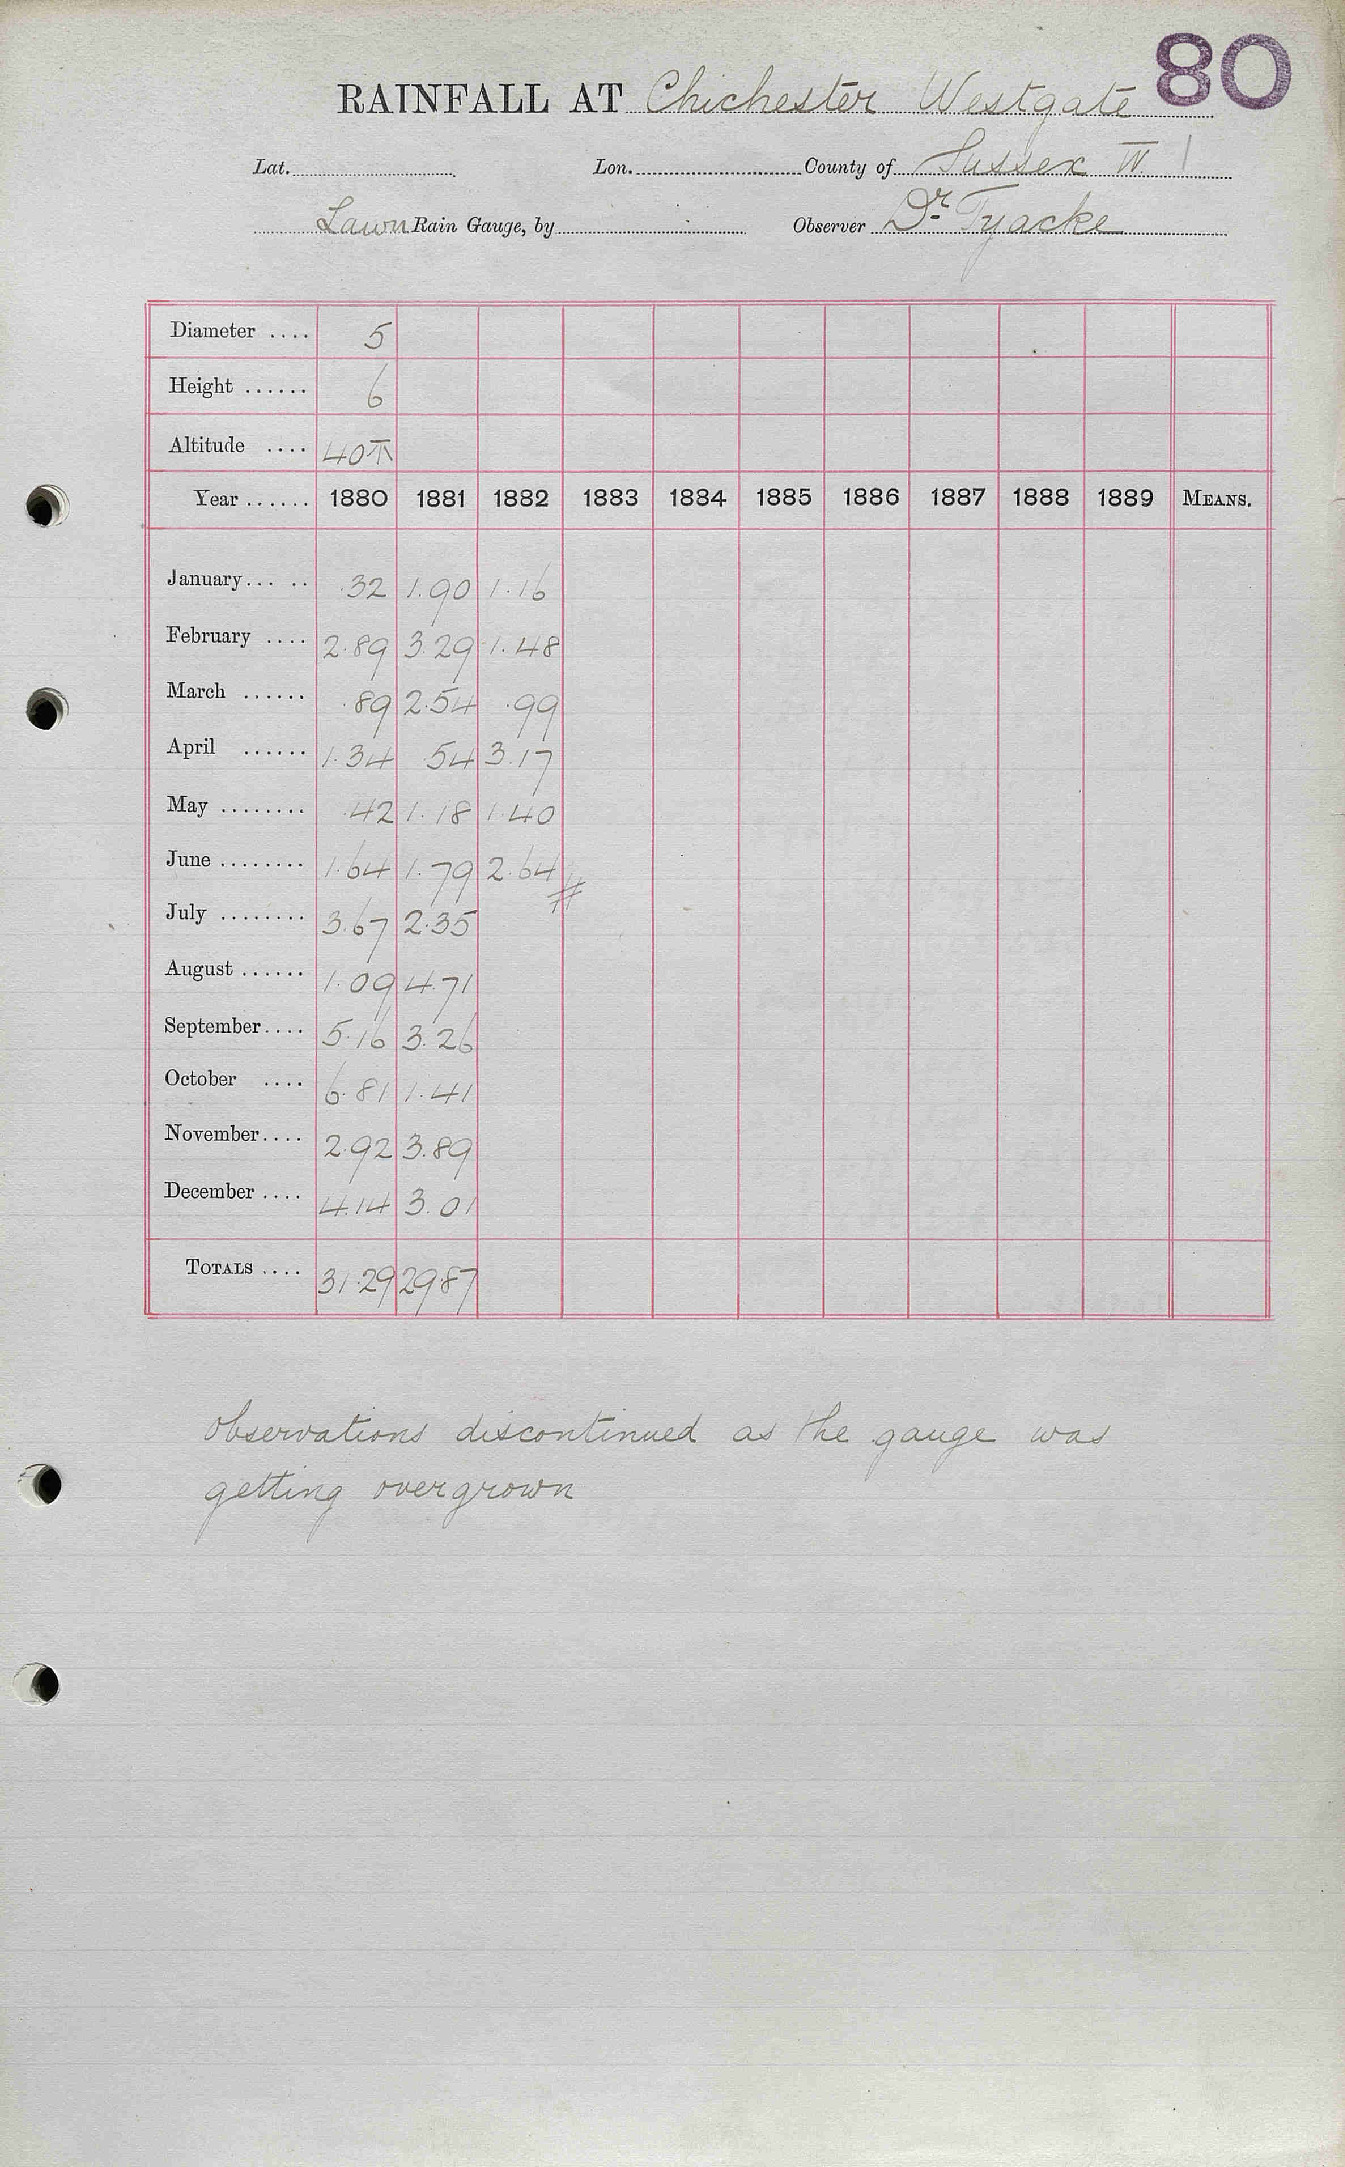 80
RAINFALL AT Chichester Westgate
Lat. Lon. County of Sussex W. 1
Lawn Rain Gauge, by Observer Dr Tyacke
Diameter .... 5
Height ...... 6
Altitude .... 40
Year ...... 1880 1881 1882 1883 1884 1885 1886 1887 1888 1889 MEANS.
January... .. .32 1.90 1.16
February .... 2.89 3.29 1.48
March ...... .89 2.54 .99
April ...... 1.34 .54 3.17
May ........ .42 1.18 1.40
June ........ 1.64 1.79 2.64 #
July ........ 3.67 2.35
August ...... 1.09 4.71
September.... 5.16 3.26
October .... 6.81 1.41
November.... 2.92 3.89
December .... 4.14 3.01
TOTALS .... 31.29 29.87
Observations discontinued as the gauge was
getting overgrown